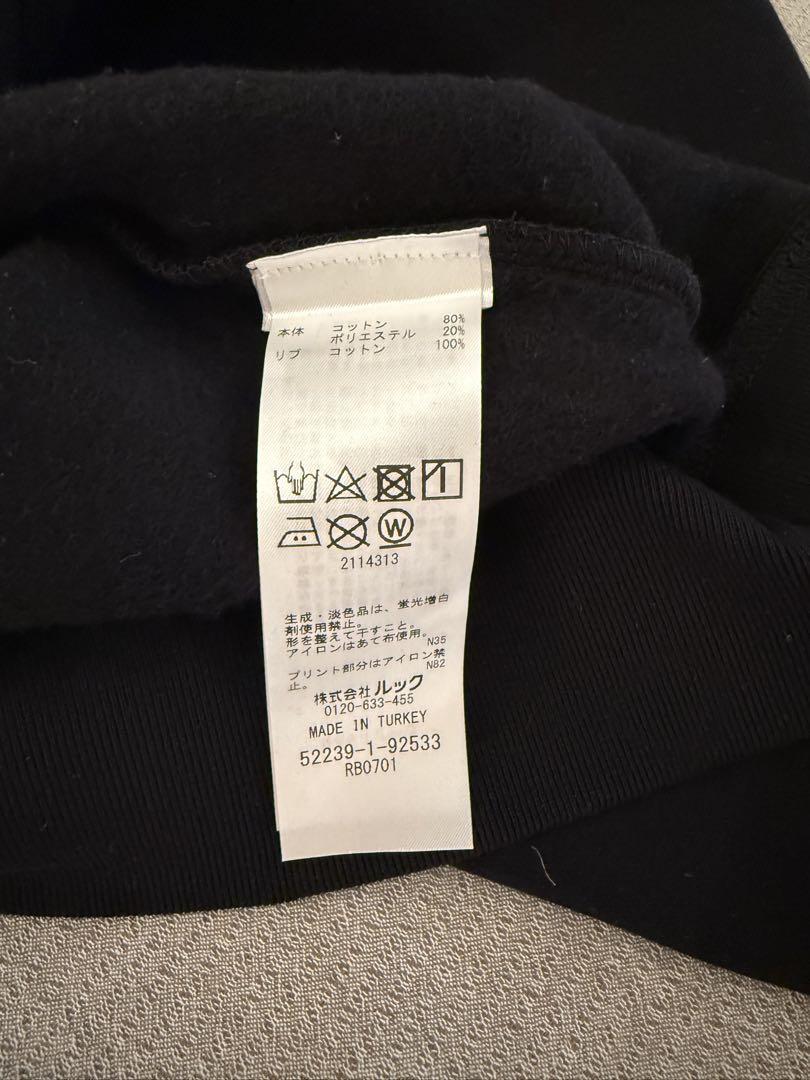 本体 コットン 80%
ポリエステル 20%
リブ コットン 100%
W
2114313
生成・淡色品は、蛍光増白
剤使用禁止。
形を整えて干すこと。
アイロンはあて布使用。
N35
プリント部分はアイロン禁
止。
N82
株式会社 ルック
0120-633-455
MADE IN TURKEY
52239-1-92533
RB0701